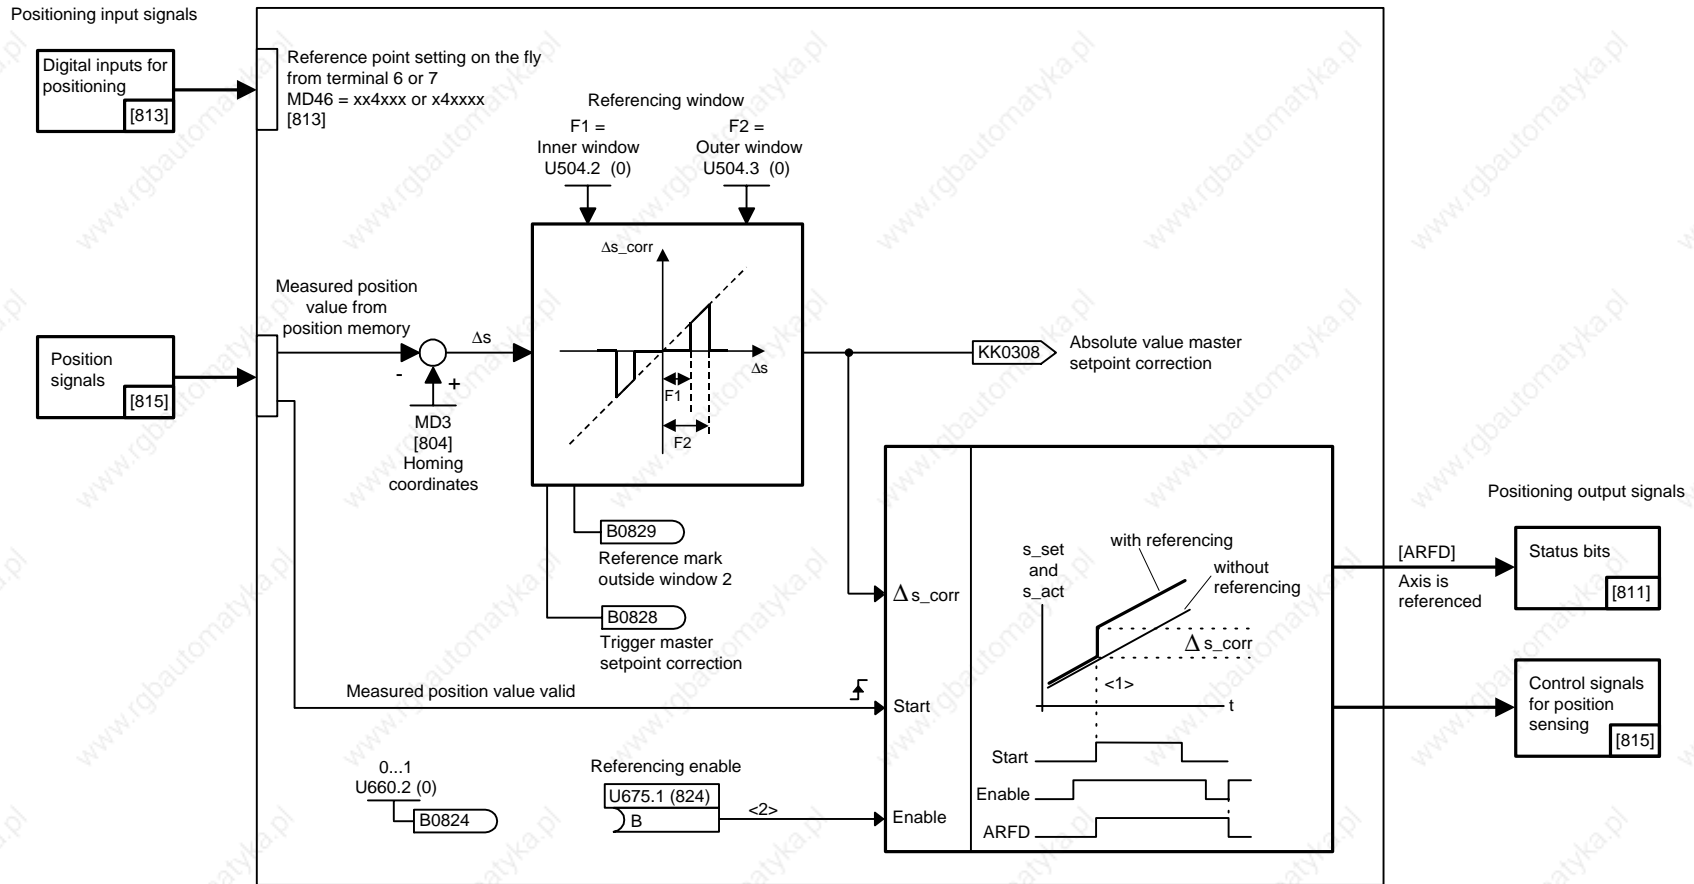 Positioning input signals
Digital inputs for
positioning
[813]
Reference point setting on the fly
from terminal 6 or 7
MD46 = xx4xxx or x4xxxx
[813]
Referencing window
F1 =
Inner window
U504.2 (0)
F2 =
Outer window
U504.3 (0)
Δs_corr
Δs
F1
F2
Measured position
value from
position memory
Δs
-
+
MD3
[804]
Homing
coordinates
Position
signals
[815]
KK0308
Absolute value master
setpoint correction
B0829
Reference mark
outside window 2
B0828
Trigger master
setpoint correction
Measured position value valid
0...1
U660.2 (0)
B0824
Referencing enable
U675.1 (824)
B
<2>
Δ s_corr
Start
Enable
s_set
and
s_act
with referencing
without
referencing
Δ s_corr
<1>
t
Start
Enable
ARFD
Positioning output signals
[ARFD]
Axis is
referenced
Status bits
[811]
Control signals
for position
sensing
[815]
www.rgbautomatyka.pl